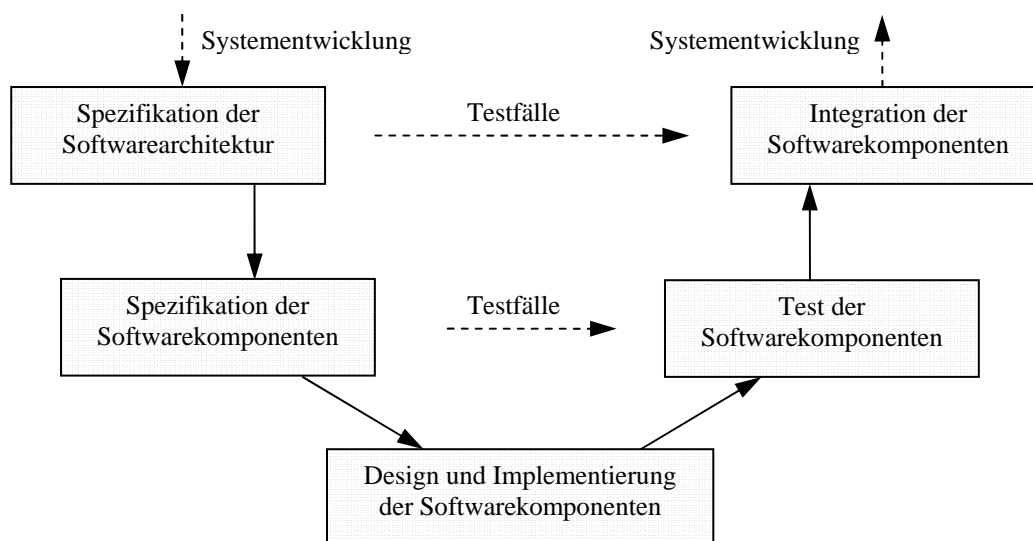 Systementwicklung
Systementwicklung
Spezifikation der
Softwarearchitektur
Testfälle
Integration der
Softwarekomponenten
Spezifikation der
Softwarekomponenten
Testfälle
Test der
Softwarekomponenten
Design und Implementierung
der Softwarekomponenten